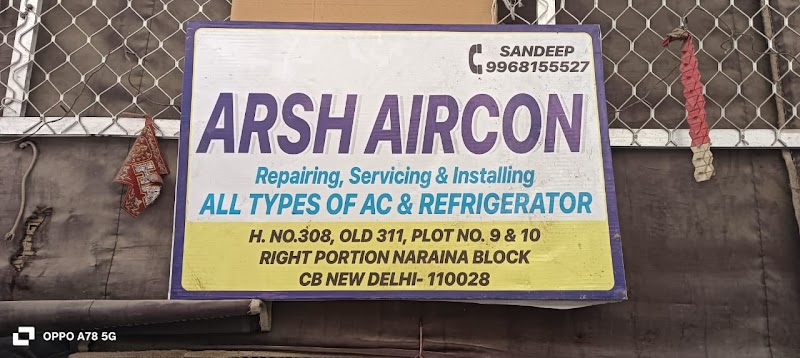 SANDEEP
9968155527
ARSH AIRCON
Repairing, Servicing & Installing
ALL TYPES OF AC & REFRIGERATOR
H. NO.308, OLD 311, PLOT NO. 9 & 10
RIGHT PORTION NARAINA BLOCK
CB NEW DELHI- 110028
OPPO A78 5G